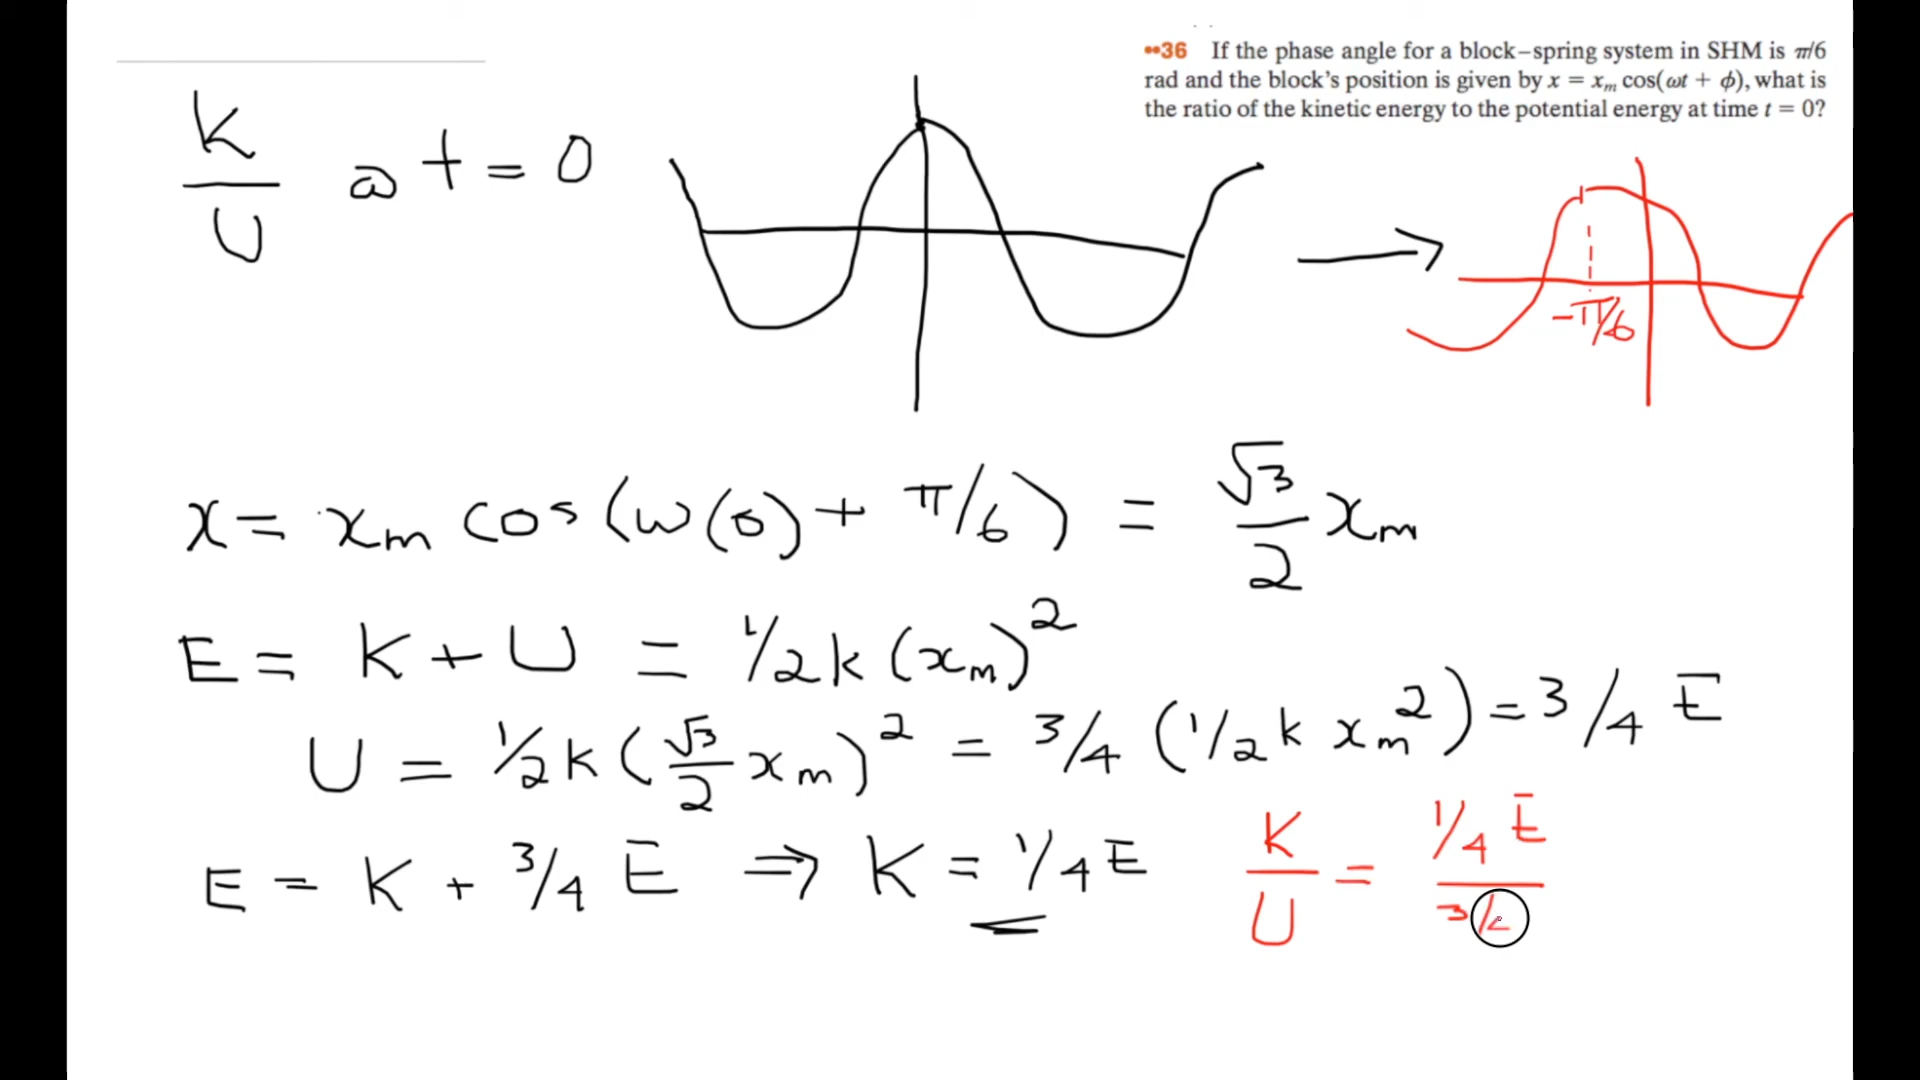 ••36 If the phase angle for a block–spring system in SHM is π/6
rad and the block's position is given by x = xₘ cos(ωt + ϕ), what is
the ratio of the kinetic energy to the potential energy at time t = 0?
K/U @ t = 0
-π/6
x = xₘ cos(ω(0) + π/6) = √3/2 xₘ
E = K + U = 1/2 k(xₘ)²
U = 1/2 k(√3/2 xₘ)² = 3/4 (1/2 k xₘ²) = 3/4 E
E = K + 3/4 E ⇒ K = 1/4 E
K/U = 1/4 E / 3/